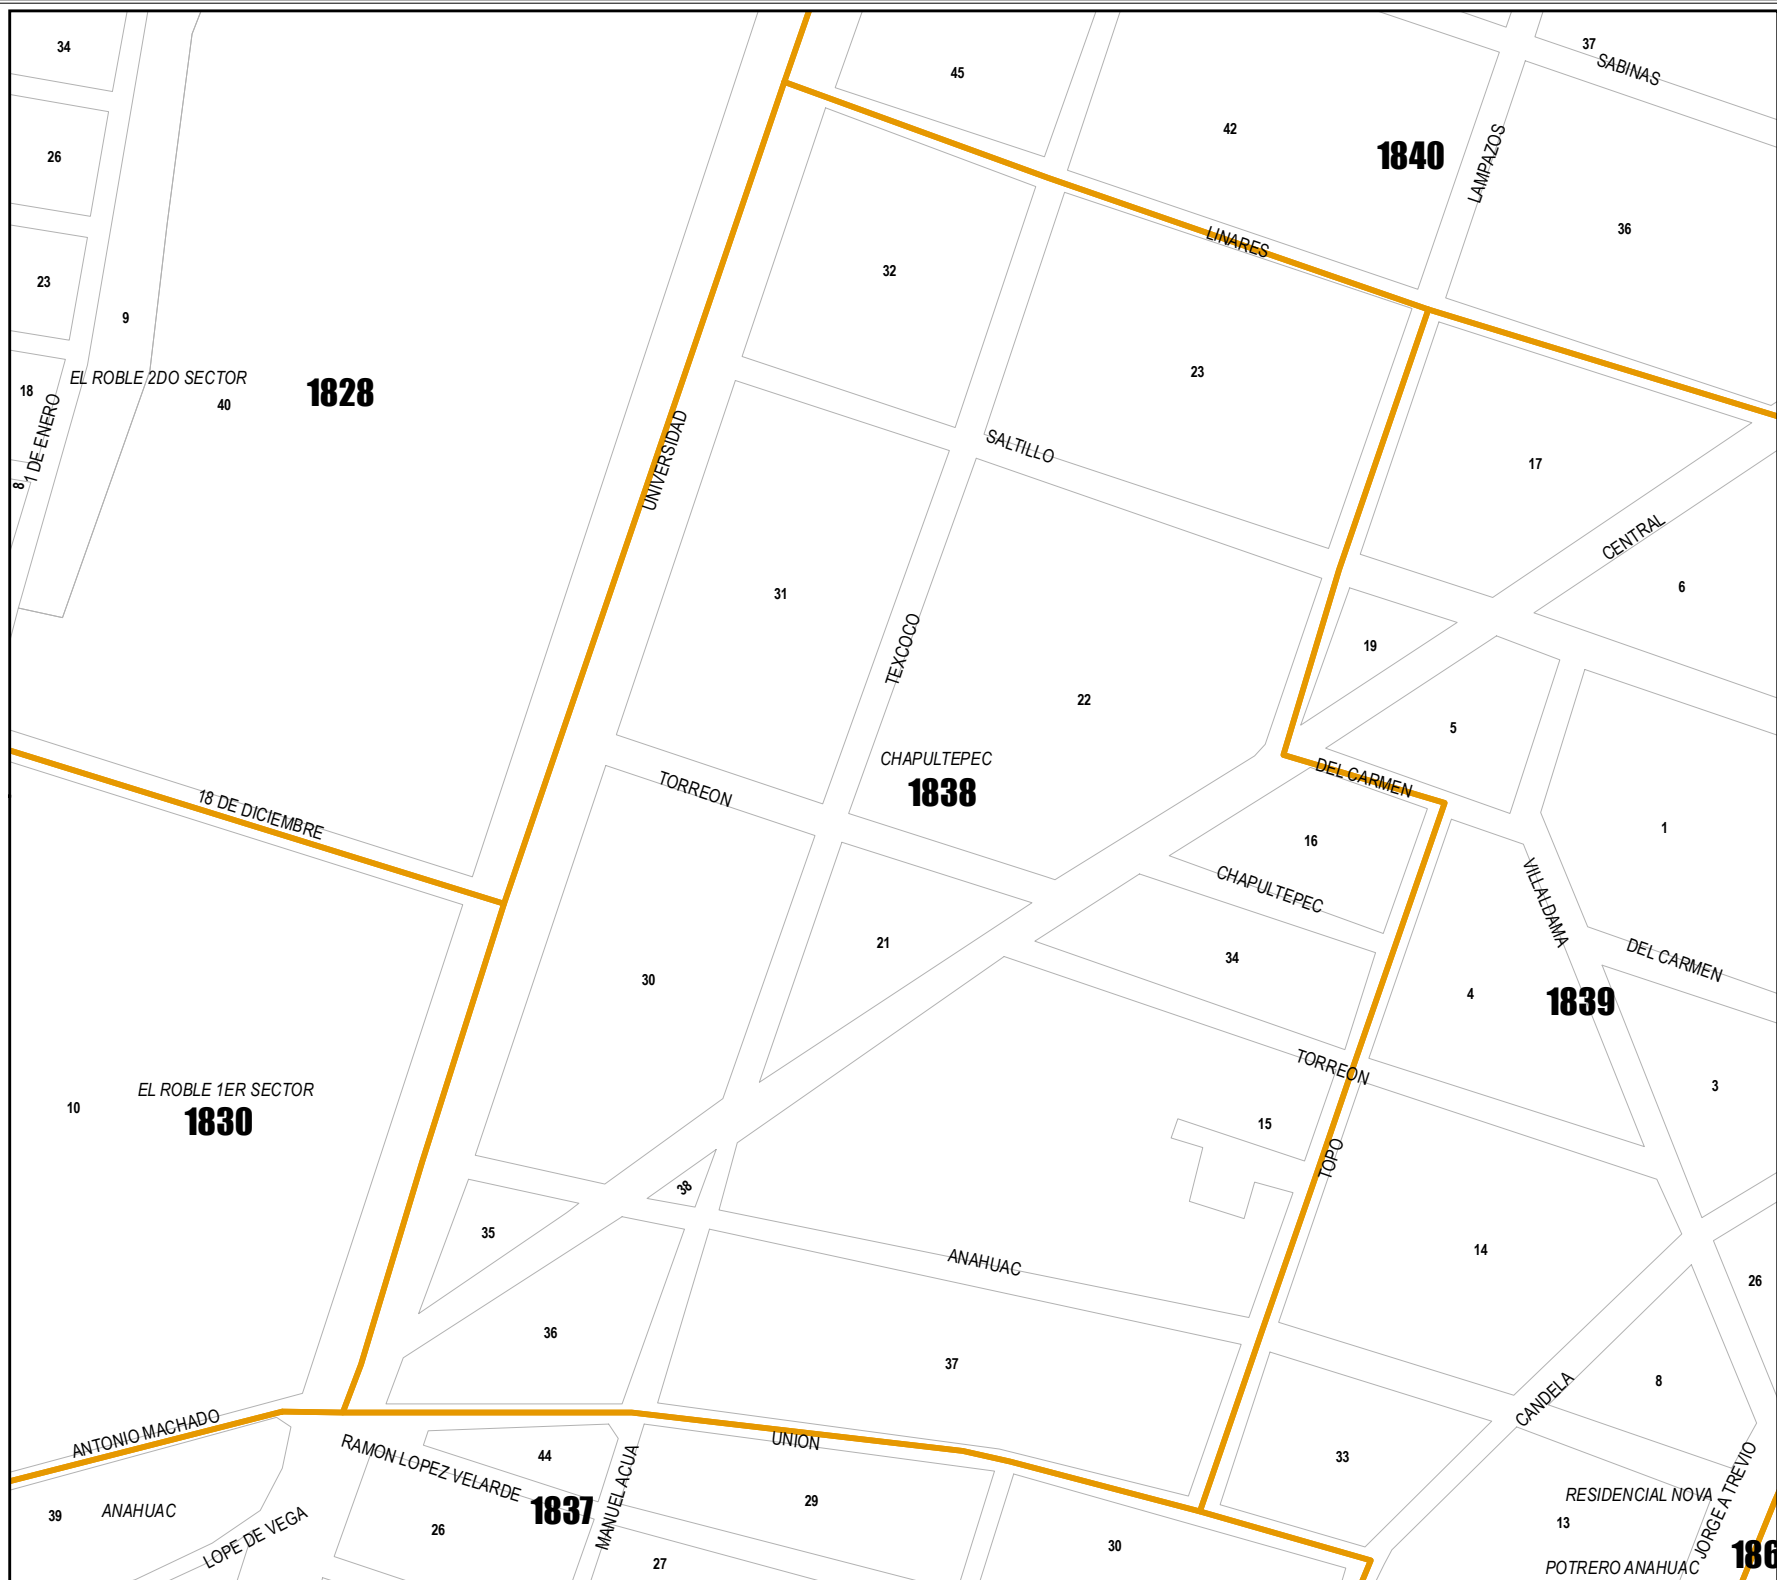 34
45
37
SABINAS
26
42
1840
LAMPAZOS
36
LINARES
32
23
9
EL ROBLE 2DO SECTOR
1828
40
18
1 DE ENERO
8
23
UNIVERSIDAD
SALTILLO
17
CENTRAL
31
6
TEXCOCO
19
22
5
CHAPULTEPEC
1838
TORREON
DEL CARMEN
18 DE DICIEMBRE
16
1
CHAPULTEPEC
VILLALDAMA
21
34
DEL CARMEN
30
4
1839
TORREON
3
EL ROBLE 1ER SECTOR
10
1830
15
TOPO
38
35
ANAHUAC
14
26
36
37
8
CANDELA
ANTONIO MACHADO
UNION
RAMON LOPEZ VELARDE
44
MANUEL ACUA
33
JORGE A TREVIO
RESIDENCIAL NOVA
39
ANAHUAC
1837
29
13
LOPE DE VEGA
26
27
30
186
POTRERO ANAHUAC